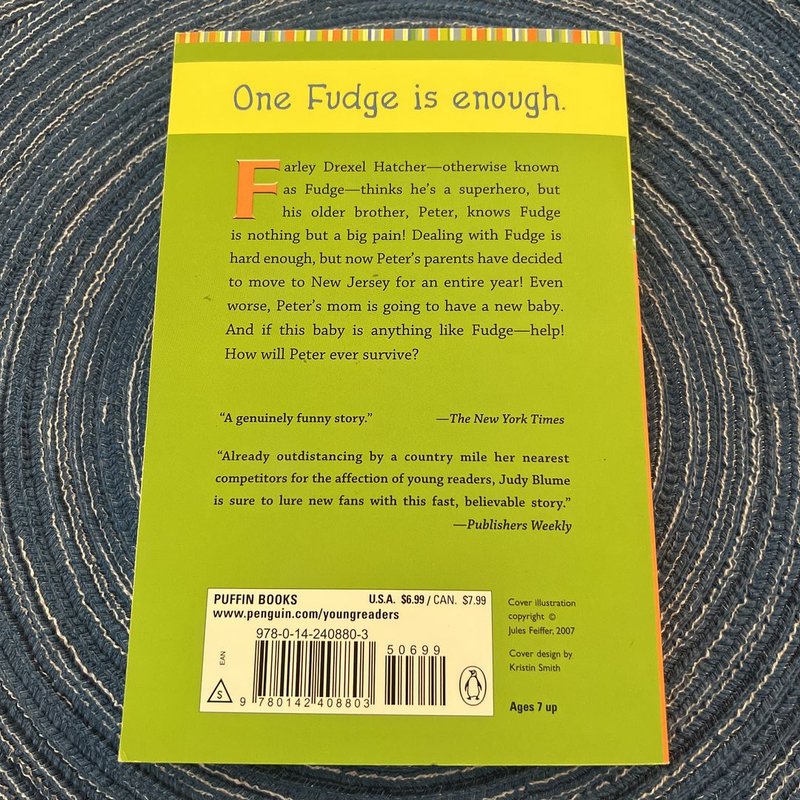 One Fudge is enough.
Farley Drexel Hatcher—otherwise known
as Fudge—thinks he's a superhero, but
his older brother, Peter, knows Fudge
is nothing but a big pain! Dealing with Fudge is
hard enough, but now Peter's parents have decided
to move to New Jersey for an entire year! Even
worse, Peter's mom is going to have a new baby.
And if this baby is anything like Fudge—help!
How will Peter ever survive?
"A genuinely funny story." —The New York Times
"Already outdistancing by a country mile her nearest
competitors for the affection of young readers, Judy Blume
is sure to lure new fans with this fast, believable story."
—Publishers Weekly
PUFFIN BOOKS U.S.A. $6.99 / CAN. $7.99
www.penguin.com/youngreaders
978-0-14-240880-3
50699
EAN
S
9 780142 408803
Cover illustration
copyright ©
Jules Feiffer, 2007
Cover design by
Kristin Smith
Ages 7 up